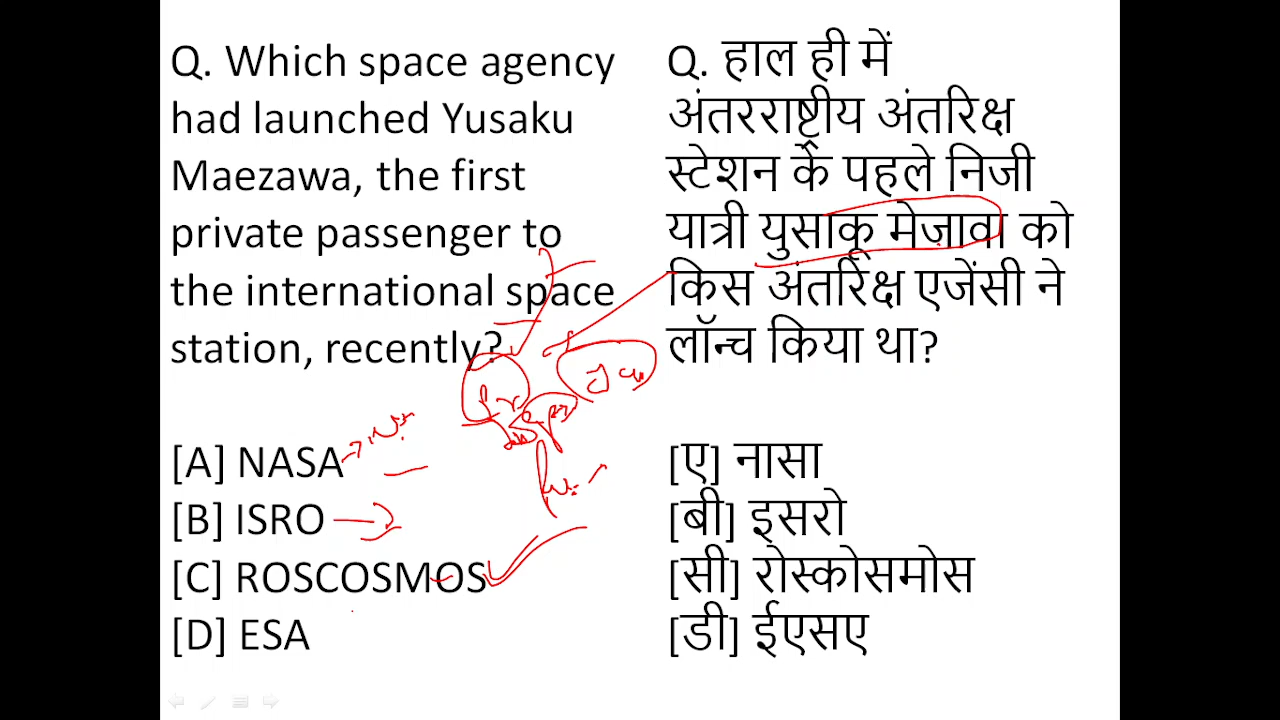 Q. Which space agency
had launched Yusaku
Maezawa, the first
private passenger to
the international space
station, recently?
[A] NASA
[B] ISRO
[C] ROSCOSMOS
[D] ESA
Q. हाल ही में
अंतरराष्ट्रीय अंतरिक्ष
स्टेशन के पहले निजी
यात्री युसाकू मेज़ावा को
किस अंतरिक्ष एजेंसी ने
लॉन्च किया था?
[ए] नासा
[बी] इसरो
[सी] रोस्कोसमोस
[डी] ईएसए